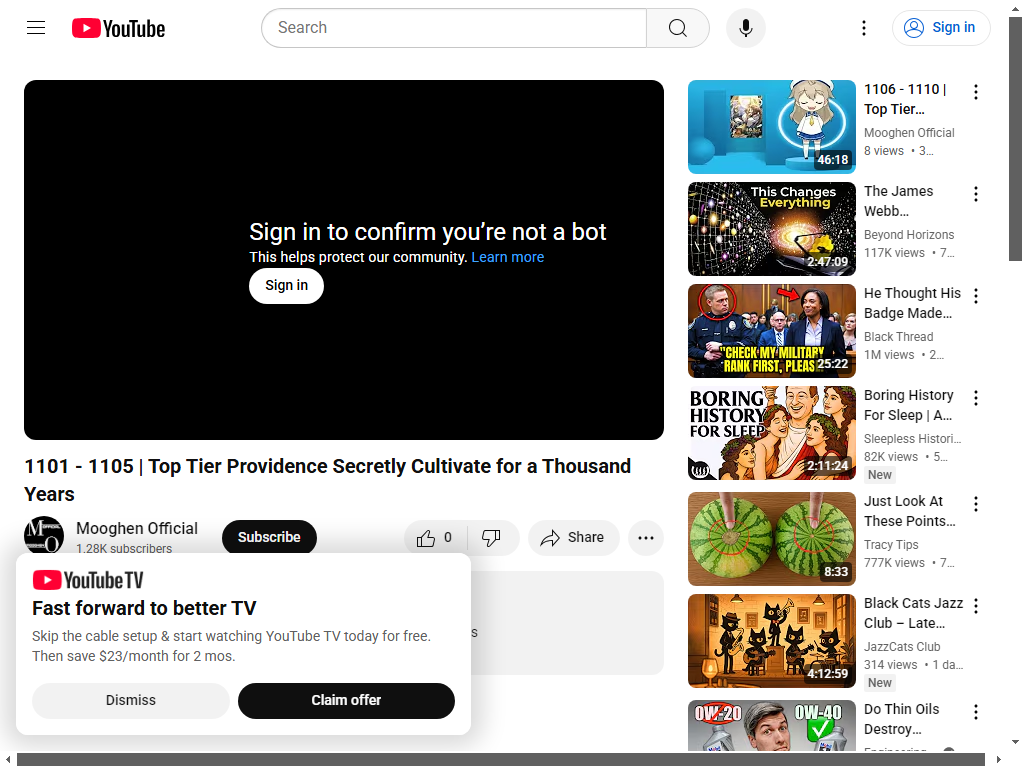 YouTube
Search
Sign in
Sign in to confirm you're not a bot
This helps protect our community. Learn more
Sign in
1101 - 1105 | Top Tier Providence Secretly Cultivate for a Thousand
Years
Mooghen Official
1.28K subscribers
Subscribe
0
Share
s
YouTube TV
Fast forward to better TV
Skip the cable setup & start watching YouTube TV today for free.
Then save $23/month for 2 mos.
Dismiss
Claim offer
46:18
1106 - 1110 |
Top Tier…
Mooghen Official
8 views • 3…
This Changes
Everything
2:47:09
The James
Webb…
Beyond Horizons
117K views • 7…
"CHECK MY MILITARY
RANK FIRST, PLEAS
25:22
He Thought His
Badge Made…
Black Thread
1M views • 2…
BORING
HISTORY
FOR SLEEP
2:11:24
Boring History
For Sleep | A…
Sleepless Histori…
82K views • 5…
New
8:33
Just Look At
These Points…
Tracy Tips
777K views • 7…
4:12:59
Black Cats Jazz
Club – Late…
JazzCats Club
314 views • 1 da…
New
0W-20
0W-40
Do Thin Oils
Destroy…